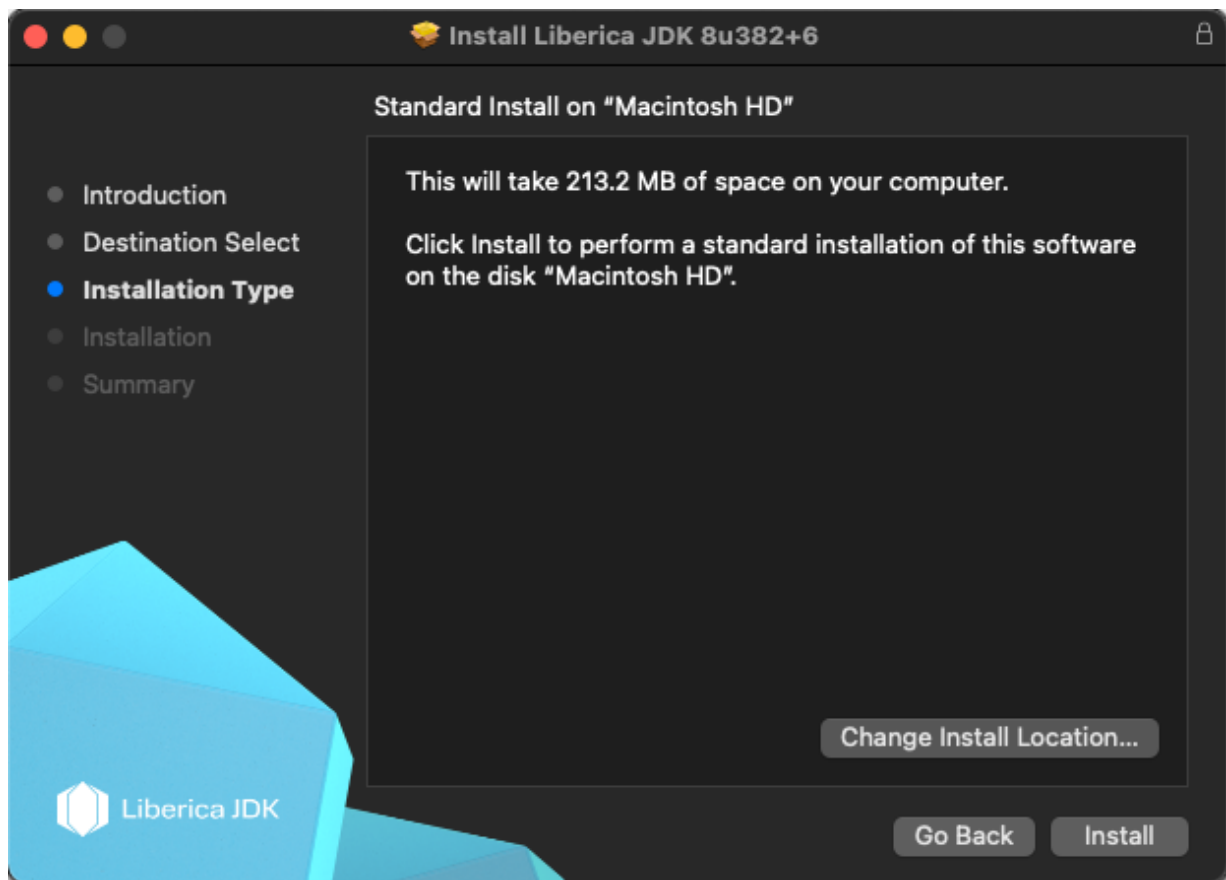 Install Liberica JDK 8u382+6
Standard Install on “Macintosh HD”
Introduction
Destination Select
Installation Type
Installation
Summary
This will take 213.2 MB of space on your computer.
Click Install to perform a standard installation of this software
on the disk “Macintosh HD”.
Change Install Location...
Liberica JDK
Go Back
Install